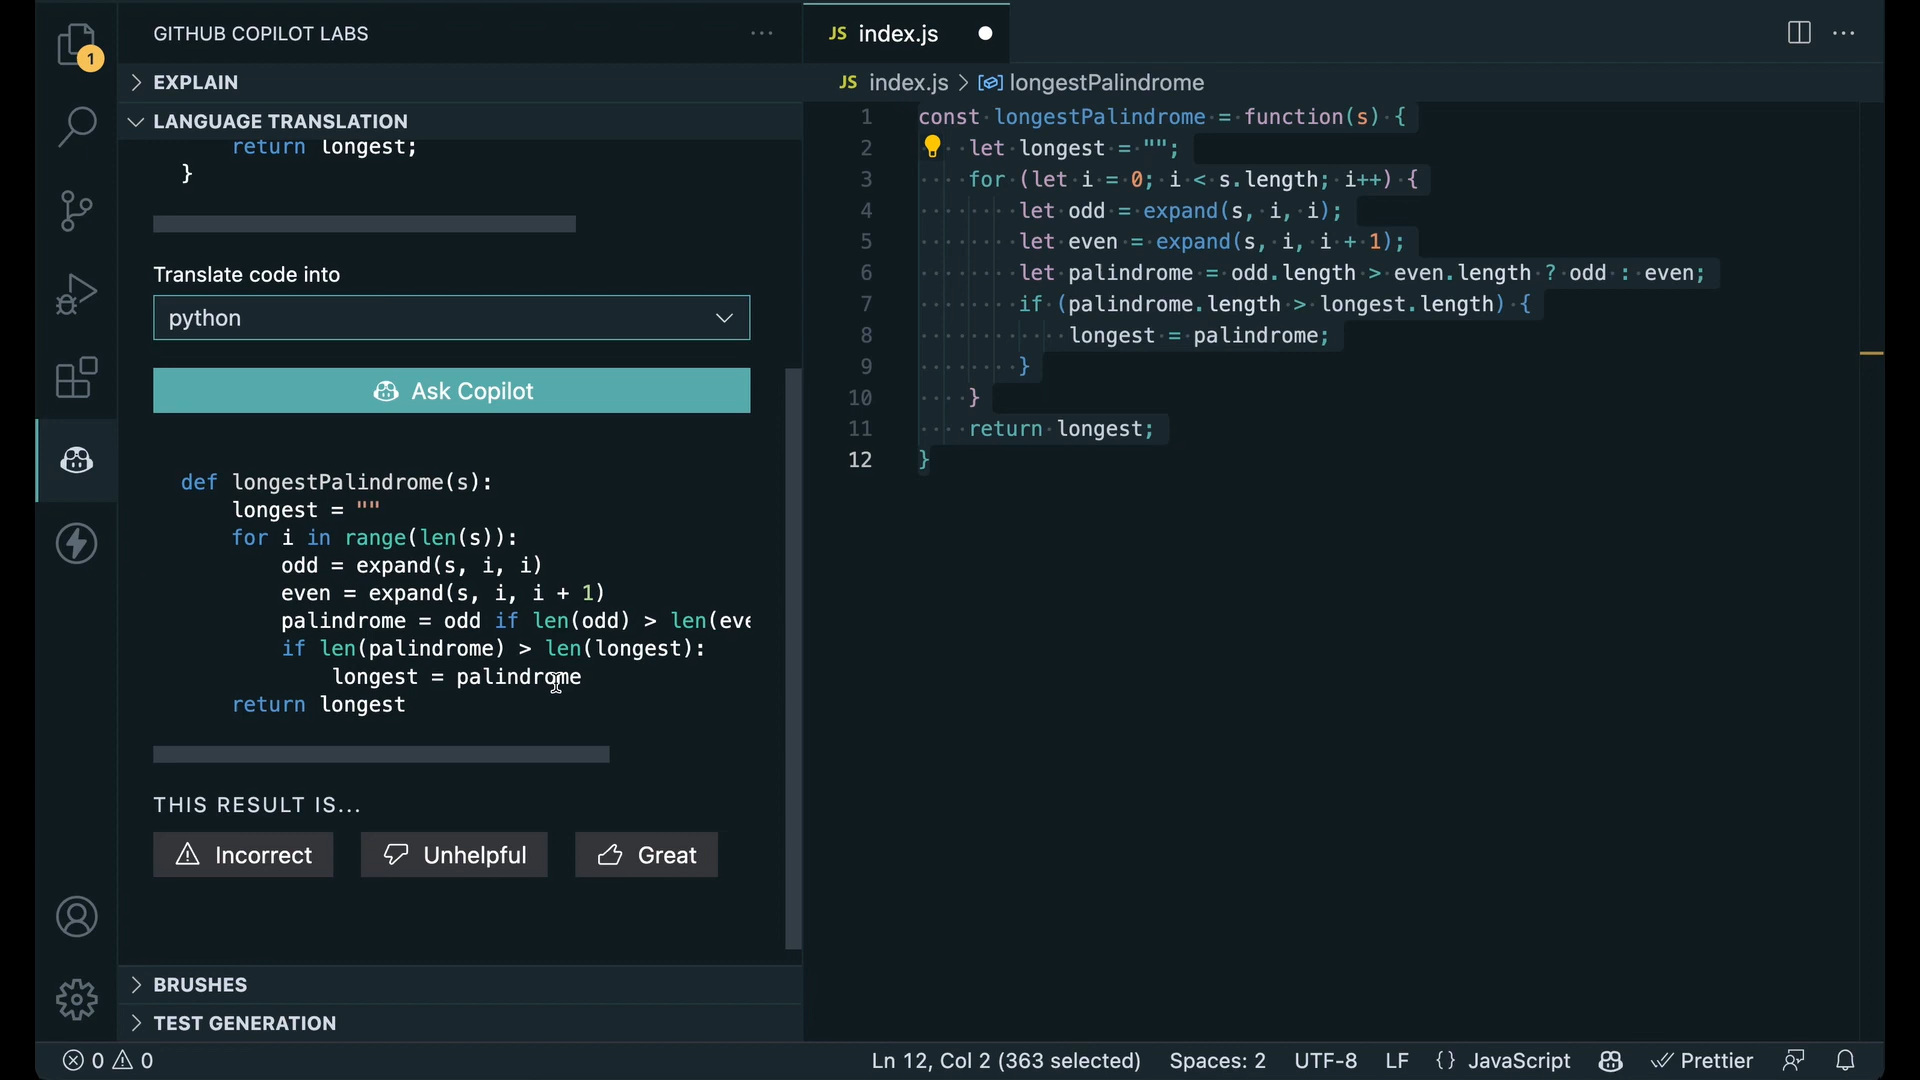 GITHUB COPILOT LABS
1
EXPLAIN
LANGUAGE TRANSLATION
return longest;
}
Translate code into
python
Ask Copilot
def longestPalindrome(s):
    longest = ""
    for i in range(len(s)):
        odd = expand(s, i, i)
        even = expand(s, i, i + 1)
        palindrome = odd if len(odd) > len(eve
        if len(palindrome) > len(longest):
            longest = palindrome
    return longest
THIS RESULT IS...
Incorrect Unhelpful Great
BRUSHES
TEST GENERATION
JS index.js
JS index.js > longestPalindrome
1 const longestPalindrome = function(s) {
2     let longest = "";
3     for (let i = 0; i < s.length; i++) {
4         let odd = expand(s, i, i);
5         let even = expand(s, i, i + 1);
6         let palindrome = odd.length > even.length ? odd : even;
7         if (palindrome.length > longest.length) {
8             longest = palindrome;
9         }
10     }
11     return longest;
12 }
0 0 Ln 12, Col 2 (363 selected) Spaces: 2 UTF-8 LF {} JavaScript Prettier